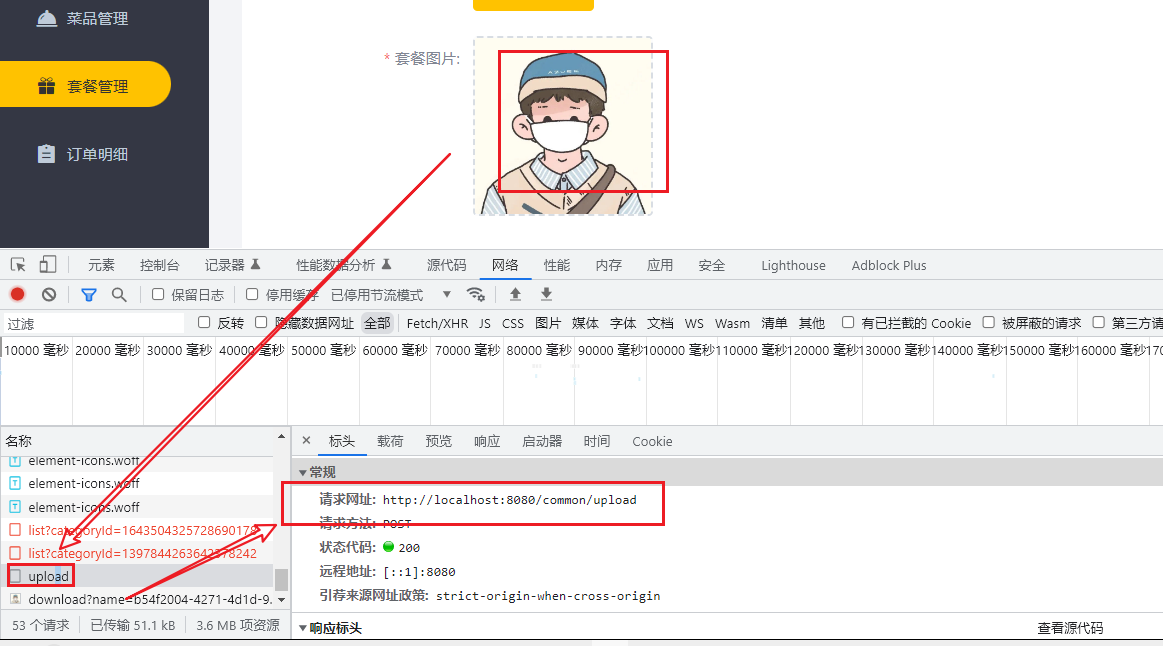 菜品管理
* 套餐图片:
套餐管理
订单明细
元素 控制台 记录器 性能数据分析 源代码 网络 性能 内存 应用 安全 Lighthouse Adblock Plus
保留日志 停用缓存 已停用节流模式
过滤 反转 隐藏数据网址 全部 Fetch/XHR JS CSS 图片 媒体 字体 文档 WS Wasm 清单 其他 有已拦截的 Cookie 被屏蔽的请求 第三方请
10000 毫秒 20000 毫秒 30000 毫秒 40000 毫秒 50000 毫秒 60000 毫秒 70000 毫秒 80000 毫秒 90000 毫秒 100000 毫秒 110000 毫秒 120000 毫秒 130000 毫秒 140000 毫秒 150000 毫秒 160000 毫秒 170
名称
element-icons.woff
element-icons.woff
element-icons.woff
list?categoryId=1643504325728690178
list?categoryId=1397844263642378242
upload
download?name=b54f2004-4271-4d1d-9.
53 个请求 已传输 51.1 kB 3.6 MB 项资源
× 标头 载荷 预览 响应 启动器 时间 Cookie
常规
请求网址: http://localhost:8080/common/upload
请求方法: POST
状态代码: 200
远程地址: [::1]:8080
引荐来源网址政策: strict-origin-when-cross-origin
响应标头 查看源代码